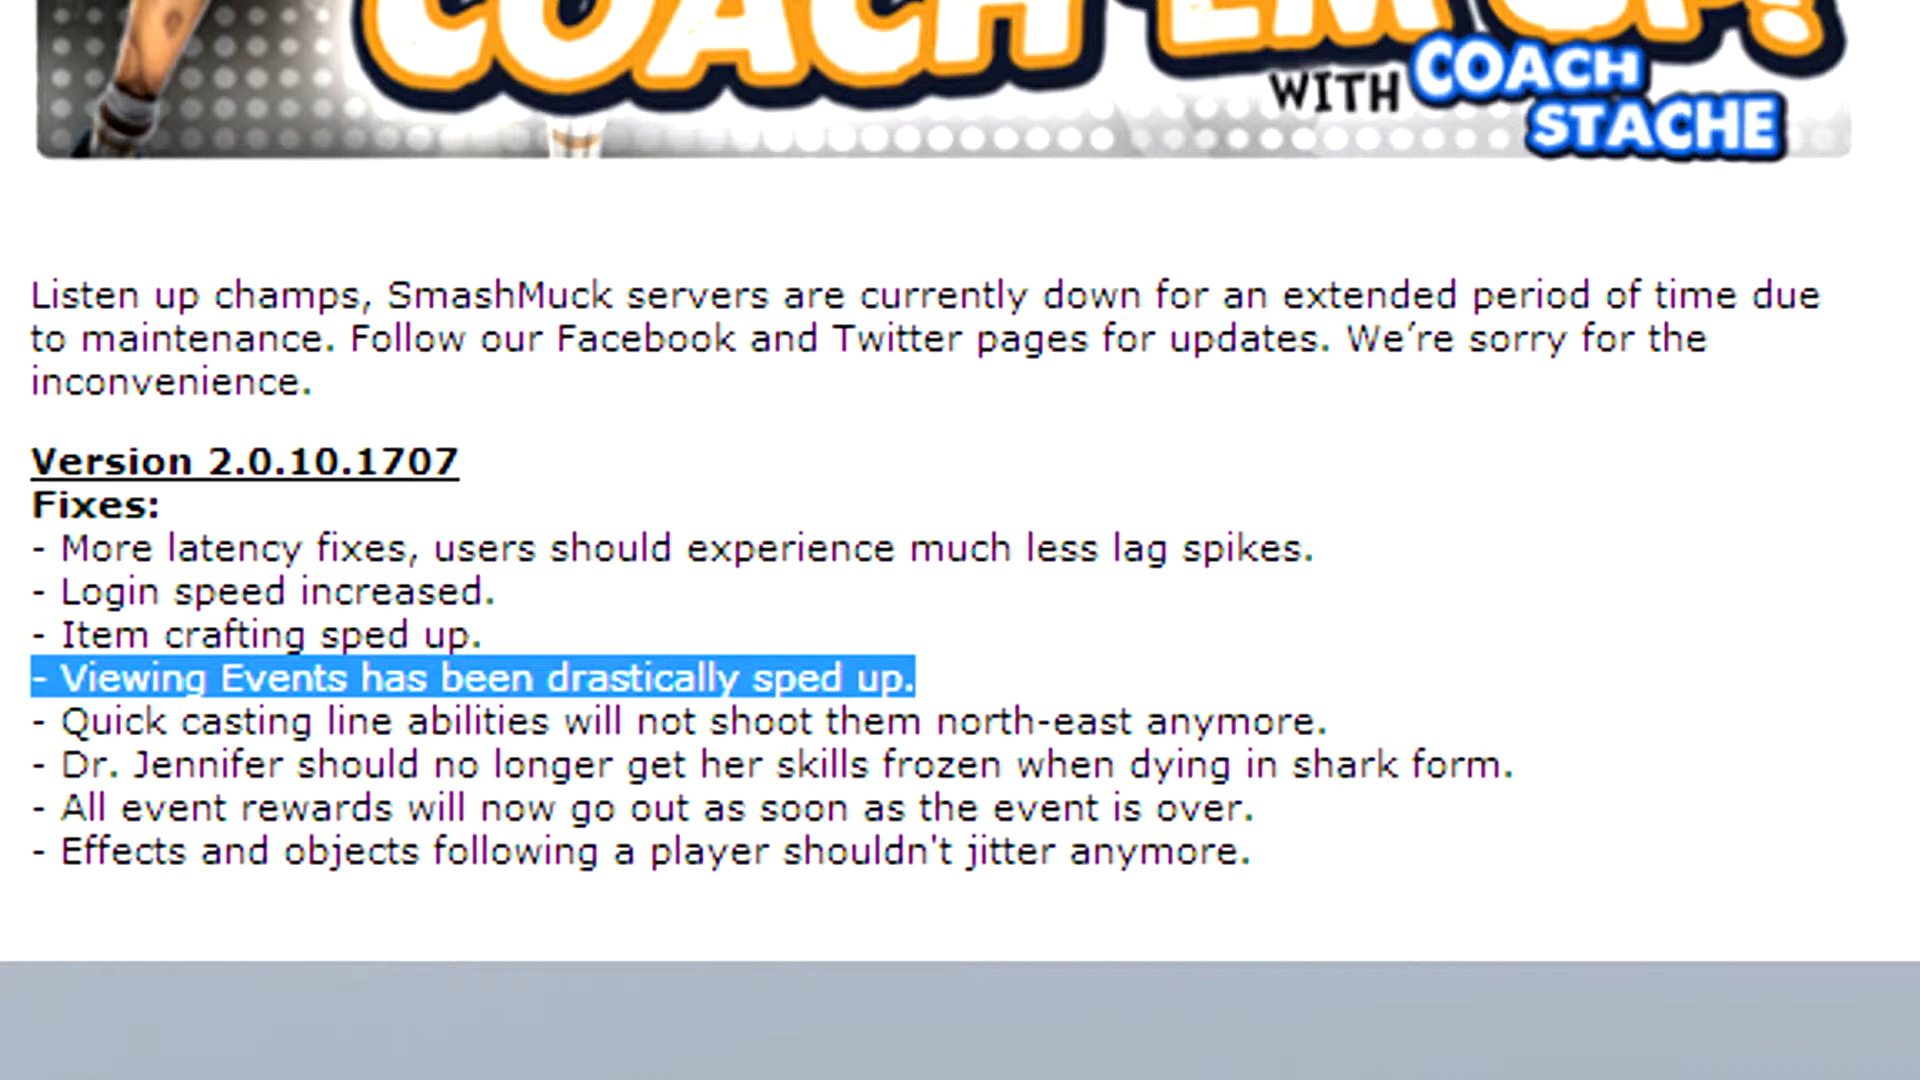 COACH 'EM UP!
WITH COACH
STACHE
Listen up champs, SmashMuck servers are currently down for an extended period of time due
to maintenance. Follow our Facebook and Twitter pages for updates. We’re sorry for the
inconvenience.
Version 2.0.10.1707
Fixes:
- More latency fixes, users should experience much less lag spikes.
- Login speed increased.
- Item crafting sped up.
- Viewing Events has been drastically sped up.
- Quick casting line abilities will not shoot them north-east anymore.
- Dr. Jennifer should no longer get her skills frozen when dying in shark form.
- All event rewards will now go out as soon as the event is over.
- Effects and objects following a player shouldn't jitter anymore.